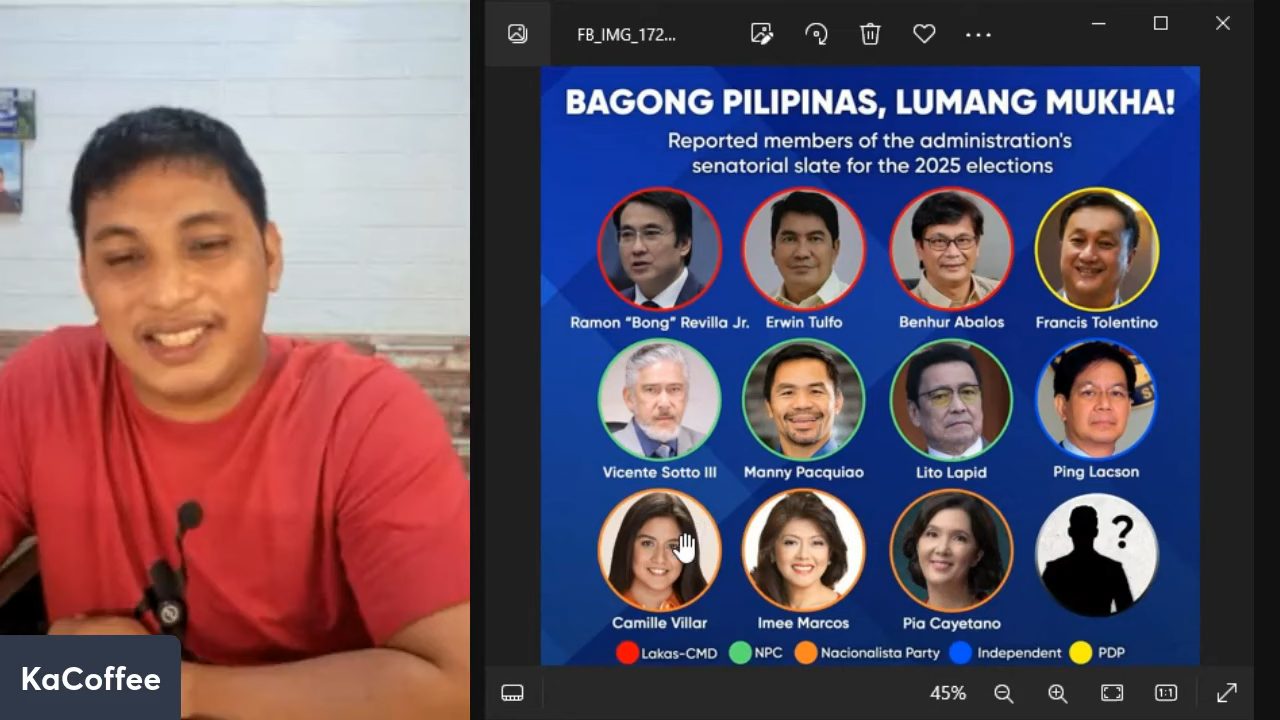 FB_IMG_172...
BAGONG PILIPINAS, LUMANG MUKHA!
Reported members of the administration's
senatorial slate for the 2025 elections
Ramon "Bong" Revilla Jr. Erwin Tulfo Benhur Abalos Francis Tolentino
Vicente Sotto III Manny Pacquiao Lito Lapid Ping Lacson
?
Camille Villar Imee Marcos Pia Cayetano
Lakas-CMD NPC Nacionalista Party Independent PDP
KaCoffee
45% 1:1